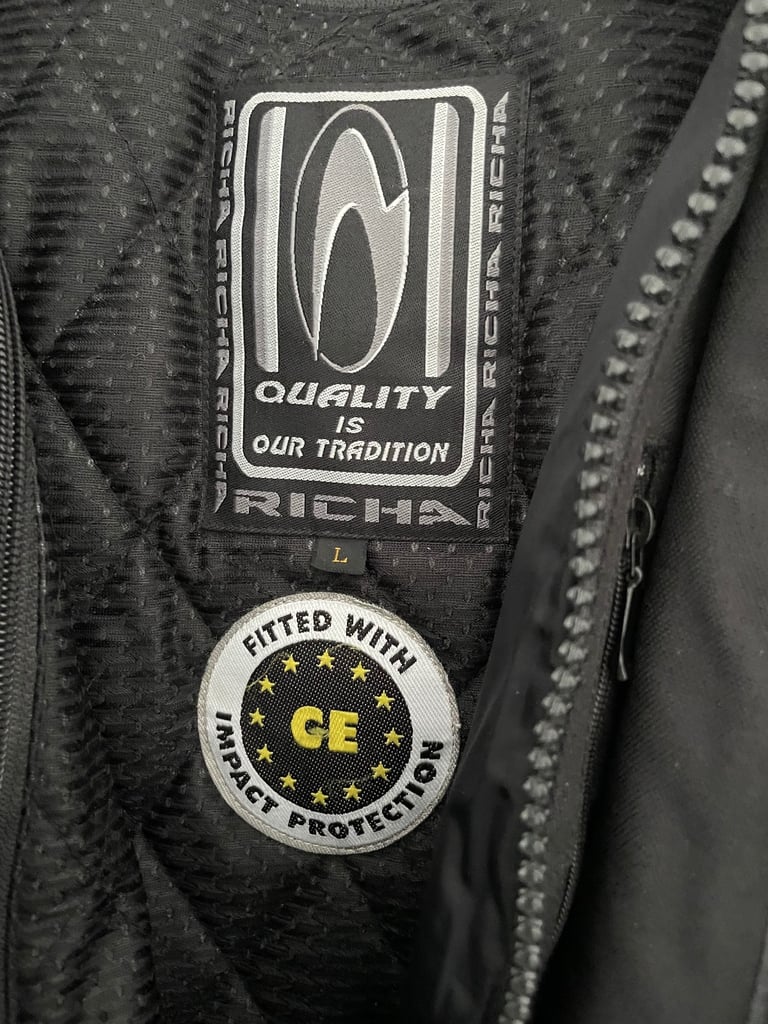 RICHA RICHA RICHA
RICHA RICHA RICHA
QUALITY
IS
OUR TRADITION
RICHA
L
FITTED WITH
CE
IMPACT PROTECTION